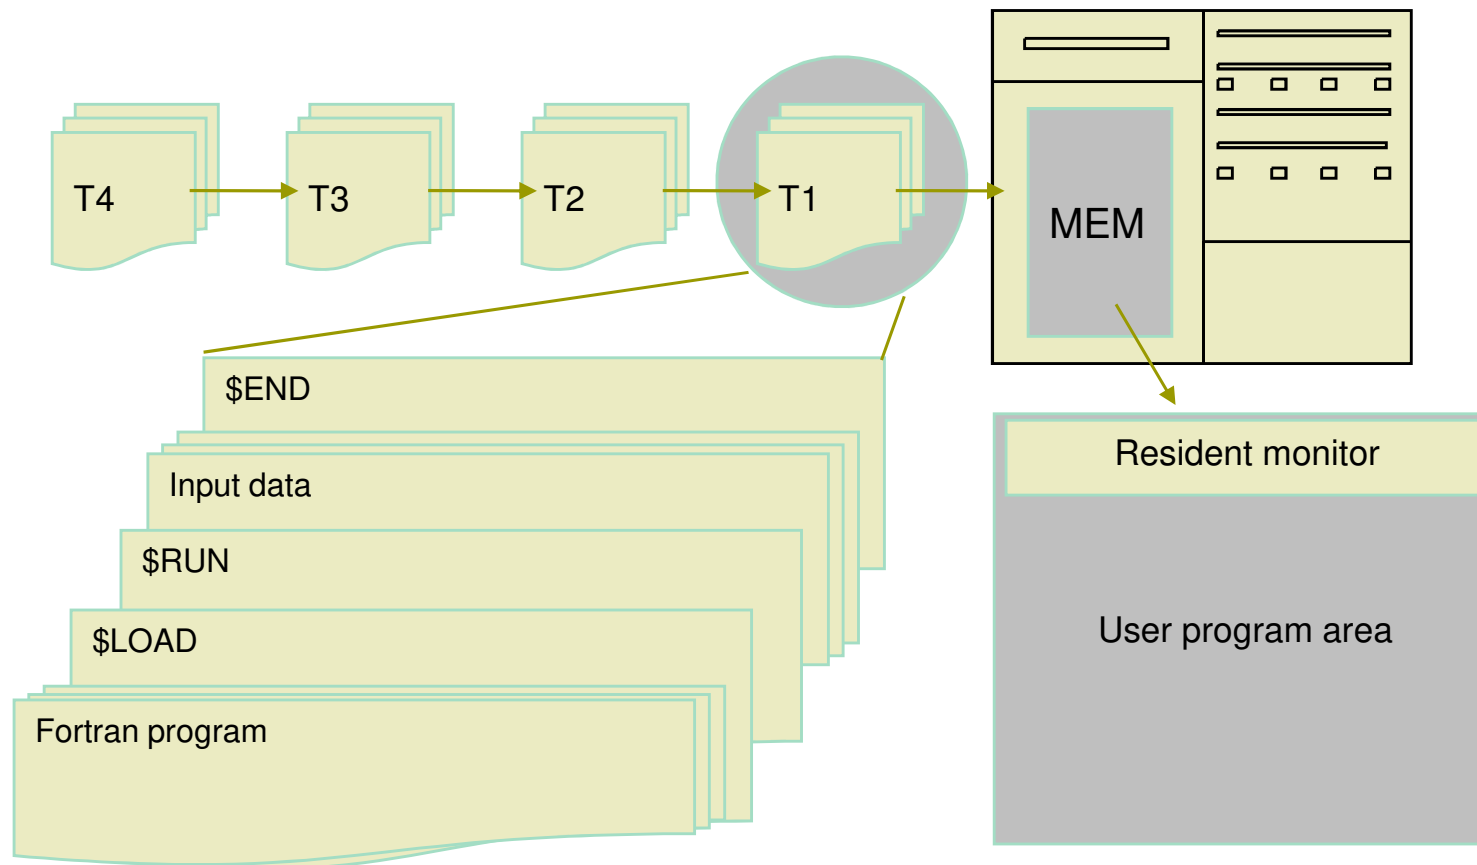 T4
T3
T2
T1
MEM
$END
Input data
$RUN
$LOAD
Fortran program
Resident monitor
User program area